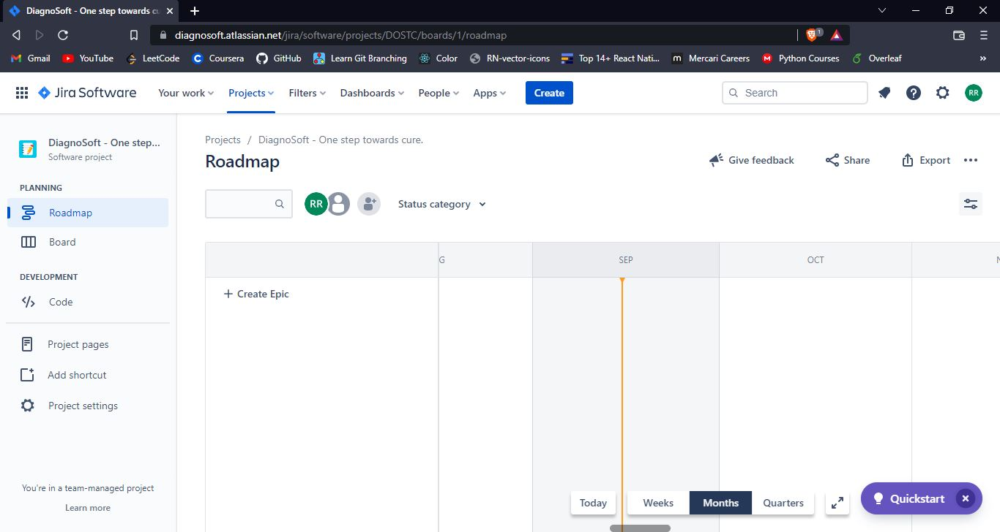 DiagnoSoft - One step towards cu
diagnosoft.atlassian.net/jira/software/projects/DOSTC/boards/1/roadmap
1
Gmail YouTube LeetCode Coursera GitHub Learn Git Branching Color RN-vector-icons Top 14+ React Nati... Mercari Careers Python Courses Overleaf »
Jira Software Your work Projects Filters Dashboards People Apps Create Search RR
DiagnoSoft - One step...
Software project
PLANNING
Roadmap
Board
DEVELOPMENT
Code
Project pages
Add shortcut
Project settings
You're in a team-managed project
Learn more
Projects / DiagnoSoft - One step towards cure.
Roadmap
Give feedback Share Export
RR Status category
G SEP OCT N
+ Create Epic
Today Weeks Months Quarters
Quickstart